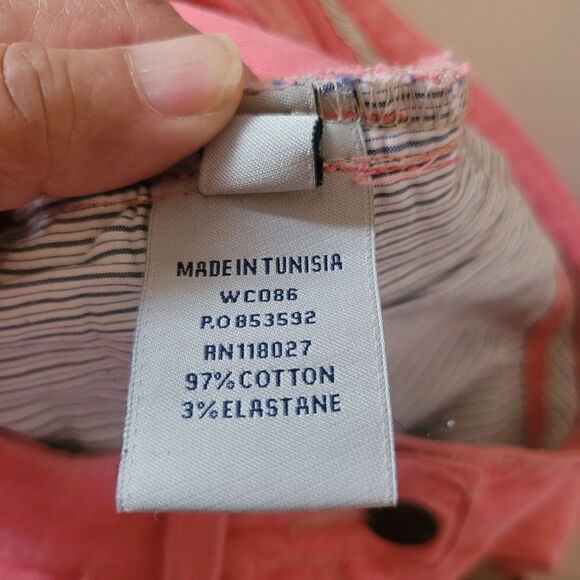 MADE IN TUNISIA
WC086
P.O 853592
RN118027
97% COTTON
3% ELASTANE